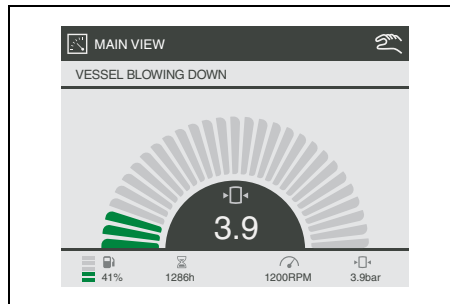 MAIN VIEW
VESSEL BLOWING DOWN
3.9
41% 1286h 1200RPM 3.9bar